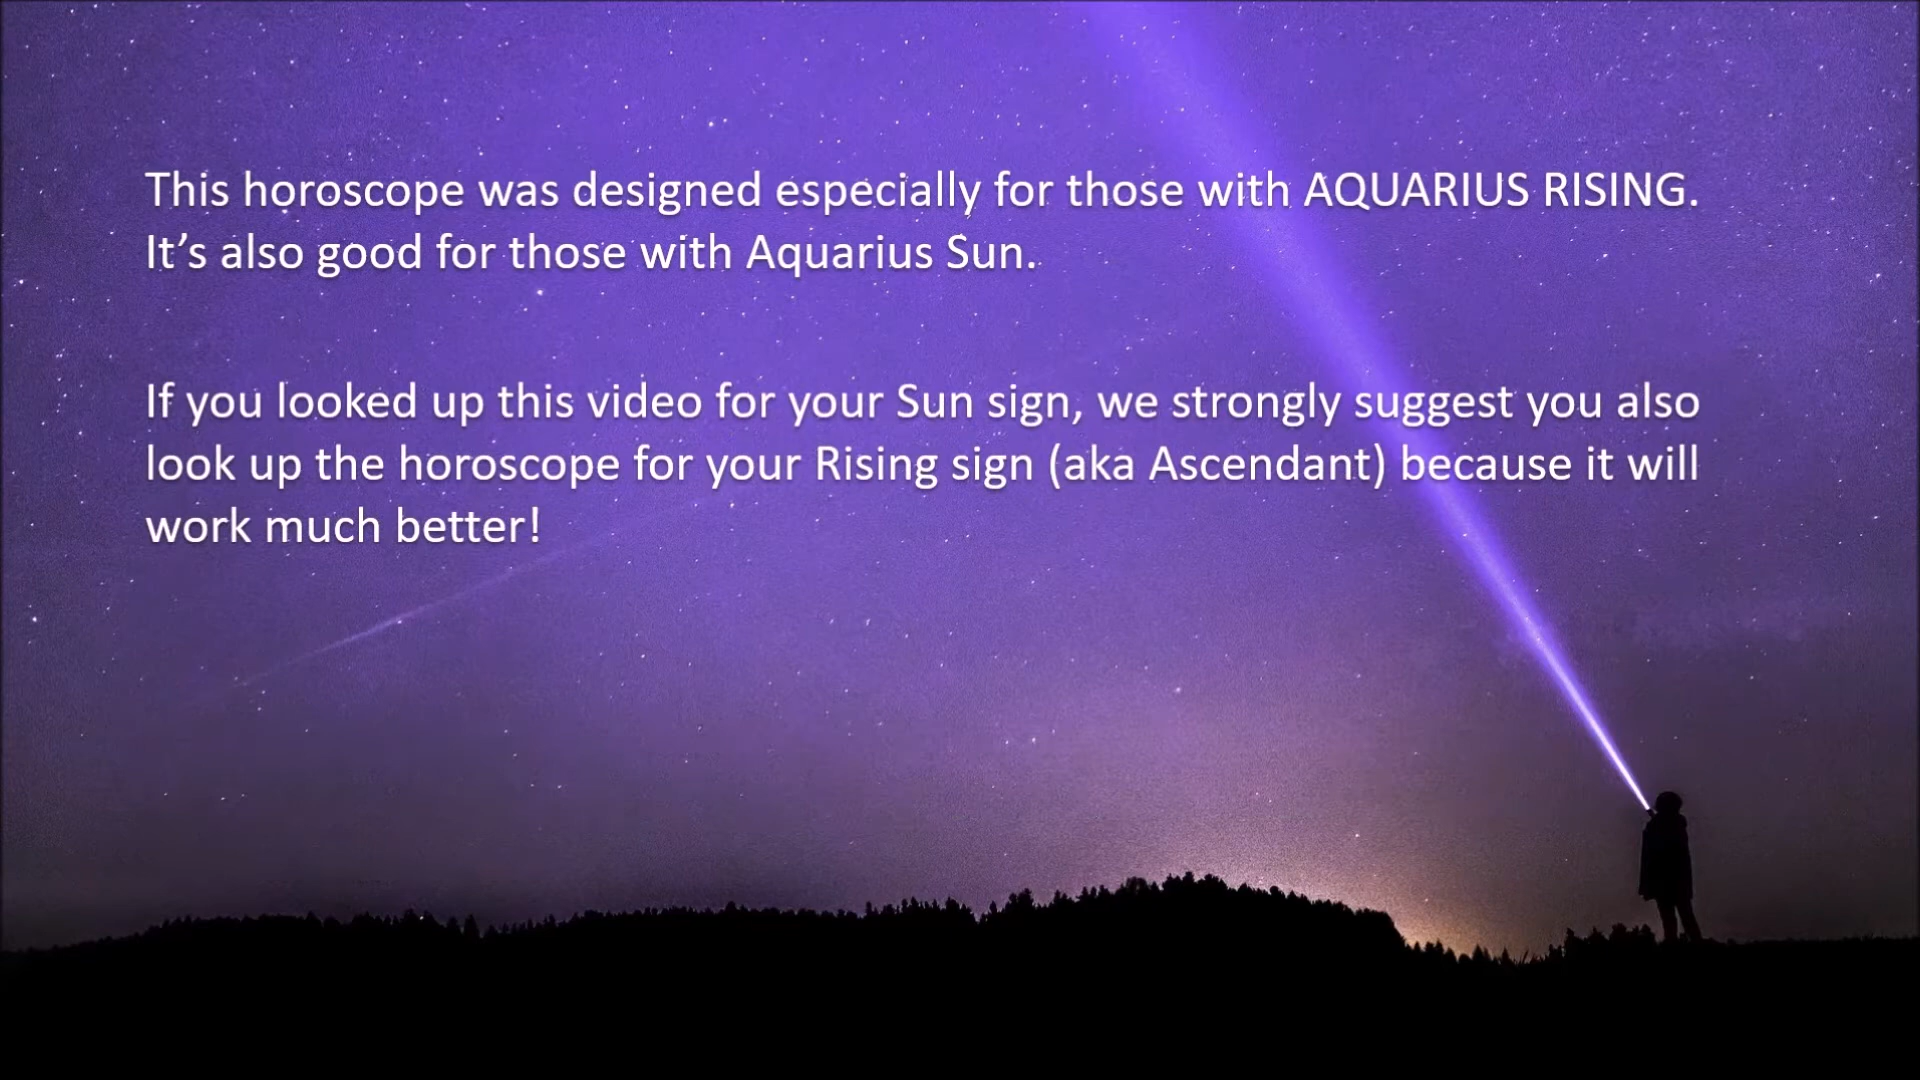 This horoscope was designed especially for those with AQUARIUS RISING.
It’s also good for those with Aquarius Sun.
If you looked up this video for your Sun sign, we strongly suggest you also
look up the horoscope for your Rising sign (aka Ascendant) because it will
work much better!